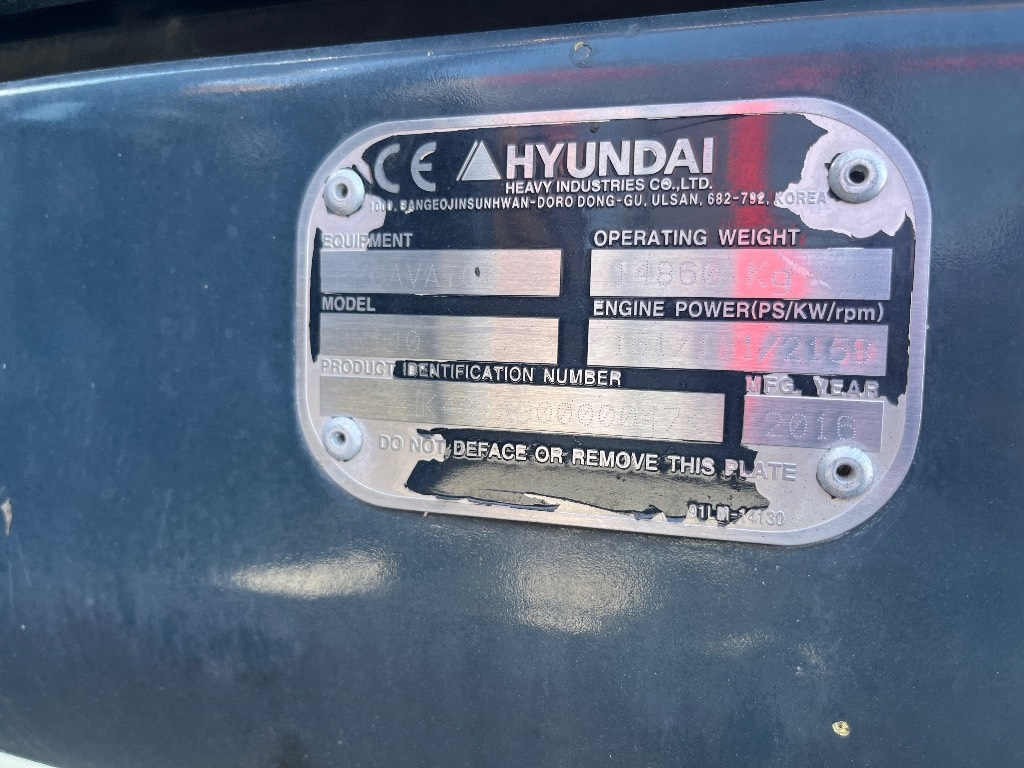 CE HYUNDAI
HEAVY INDUSTRIES CO.,LTD.
1000, BANGEOJINSUNHWAN-DORO DONG-GU, ULSAN, 682-792, KOREA
EQUIPMENT
OPERATING WEIGHT
14860 Kg
MODEL
ENGINE POWER(PS/KW/rpm)
PRODUCT IDENTIFICATION NUMBER
MFG. YEAR
2016
DO NOT DEFACE OR REMOVE THIS PLATE
91LM-14130